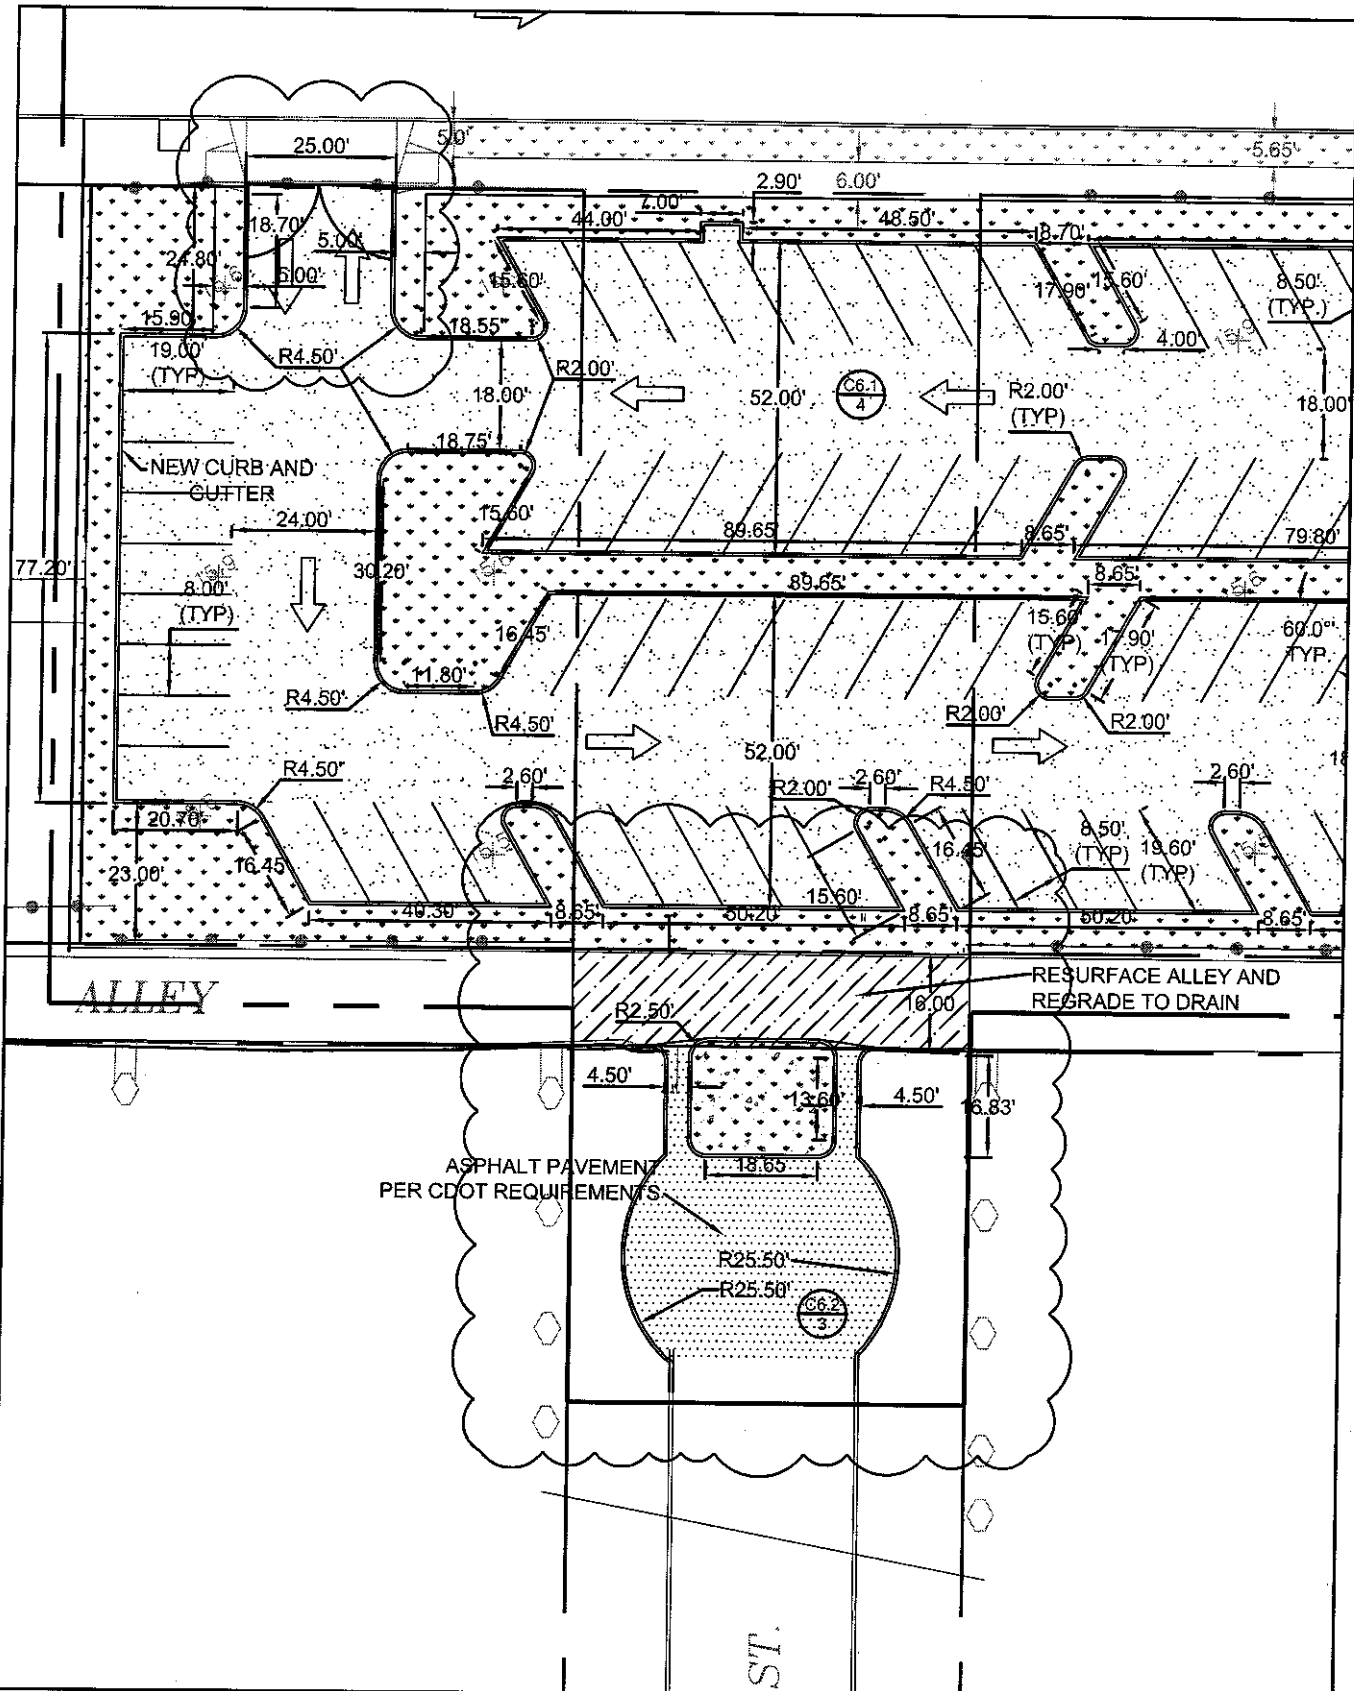 25.00'
5.0'
5.65'
2.90'
6.00'
7.00'
18.70'
44.00'
48.50'
8.70'
5.00'
24.80'
5.00'
15.60'
17.90'
15.60'
8.50'
(TYP.)
15.90'
18.55'
19.00'
(TYP)
R4.50'
4.00'
R2.00'
18.00'
52.00'
C6.1
4
R2.00'
(TYP)
18.00'
18.75'
NEW CURB AND
GUTTER
15.60'
24.00'
89.65'
8.65'
79.80'
77.20'
30.20'
8.00'
(TYP)
89.65'
8.65'
16.45'
15.60'
(TYP)
17.90'
(TYP)
60.0°
TYP.
11.80'
R4.50'
R4.50'
R2.00'
R2.00'
52.00'
R4.50'
2.60'
R2.00'
2.60'
R4.50'
2.60'
18
20.70'
8.50'
(TYP)
19.60'
(TYP)
16.45'
16.45'
23.00'
15.60'
40.30'
8.65'
50.20'
8.65'
50.20'
8.65'
ALLEY
16.00
RESURFACE ALLEY AND
REGRADE TO DRAIN
R2.50'
4.50'
13.60'
4.50'
16.83'
18.65
ASPHALT PAVEMENT
PER CDOT REQUIREMENTS
R25.50'
R25.50'
C6.2
3
ST.